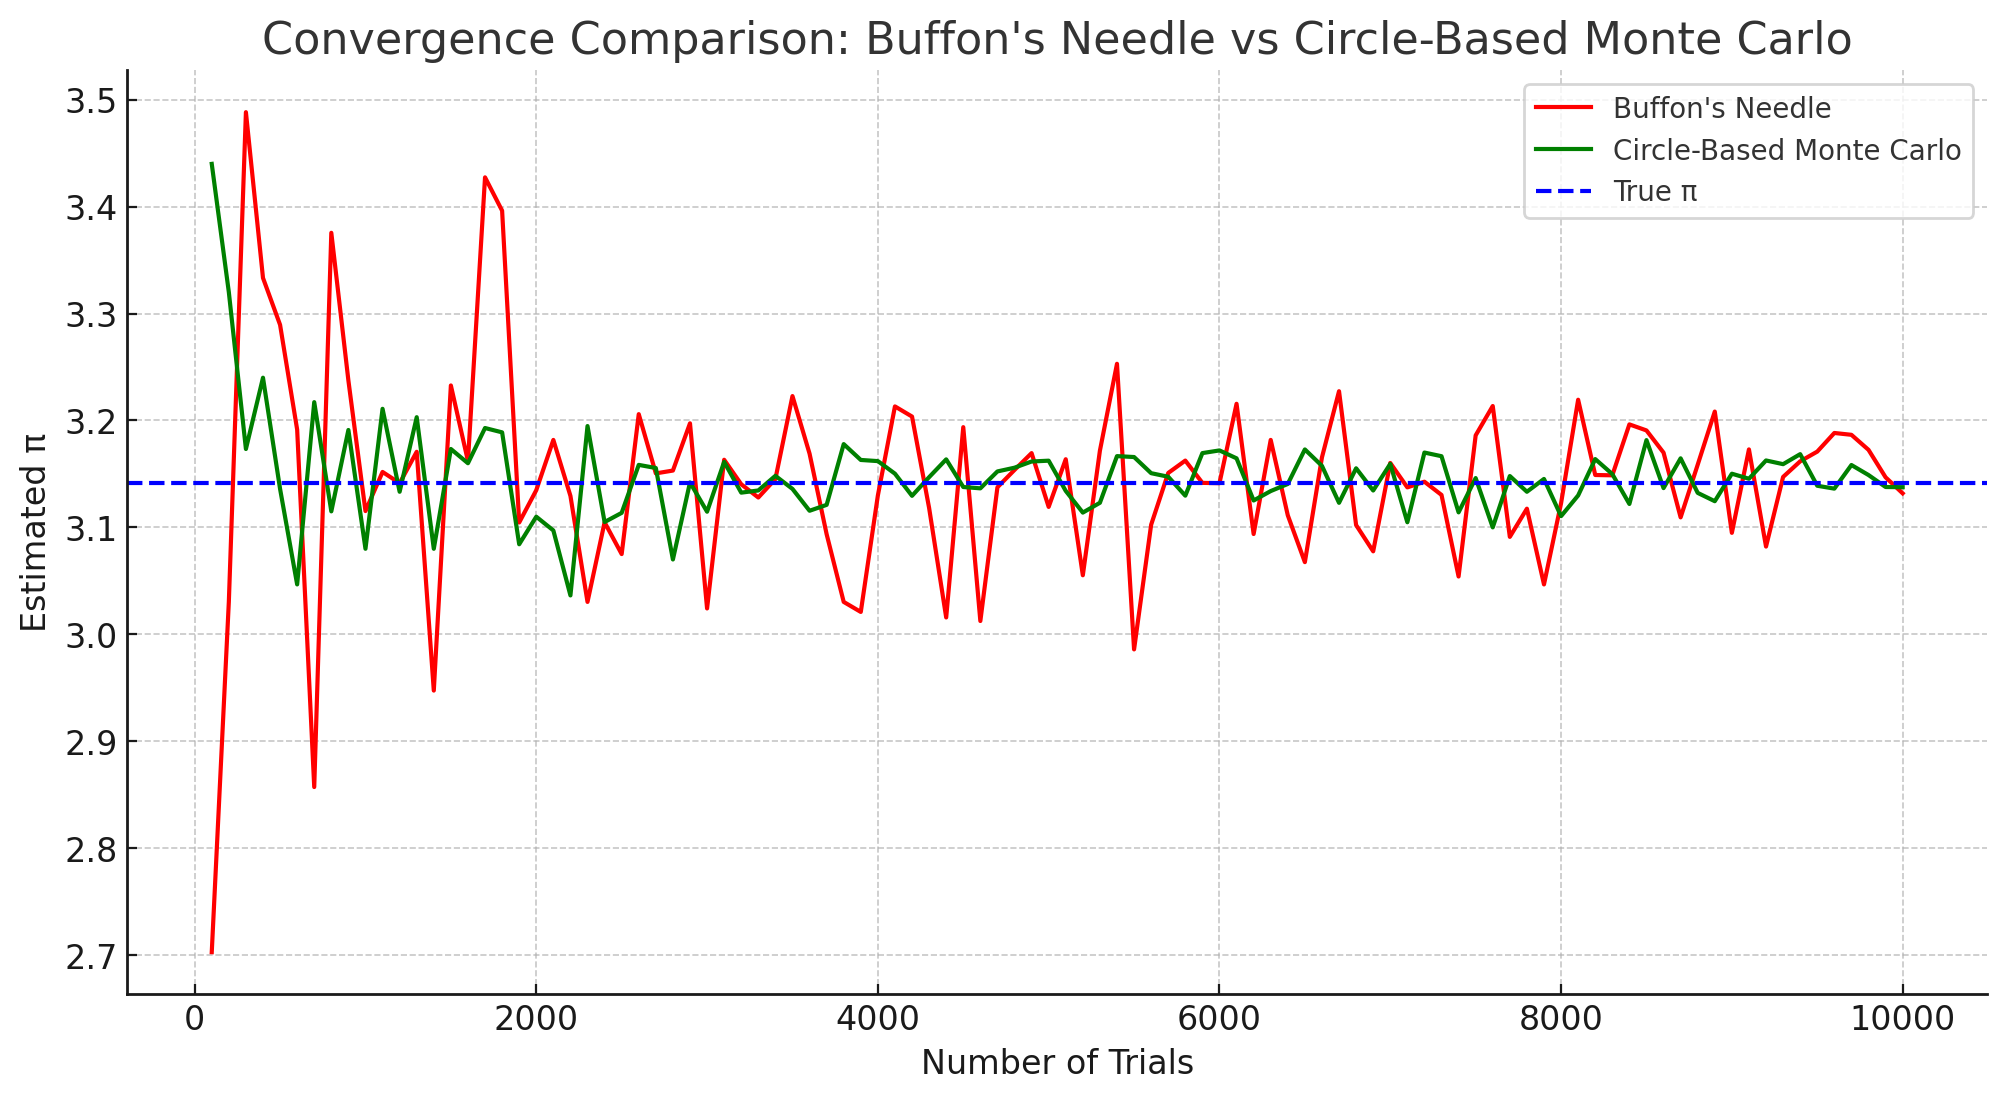 Convergence Comparison: Buffon's Needle vs Circle-Based Monte Carlo
Buffon's Needle
Circle-Based Monte Carlo
True π
Estimated π
3.5
3.4
3.3
3.2
3.1
3.0
2.9
2.8
2.7
0 2000 4000 6000 8000 10000
Number of Trials